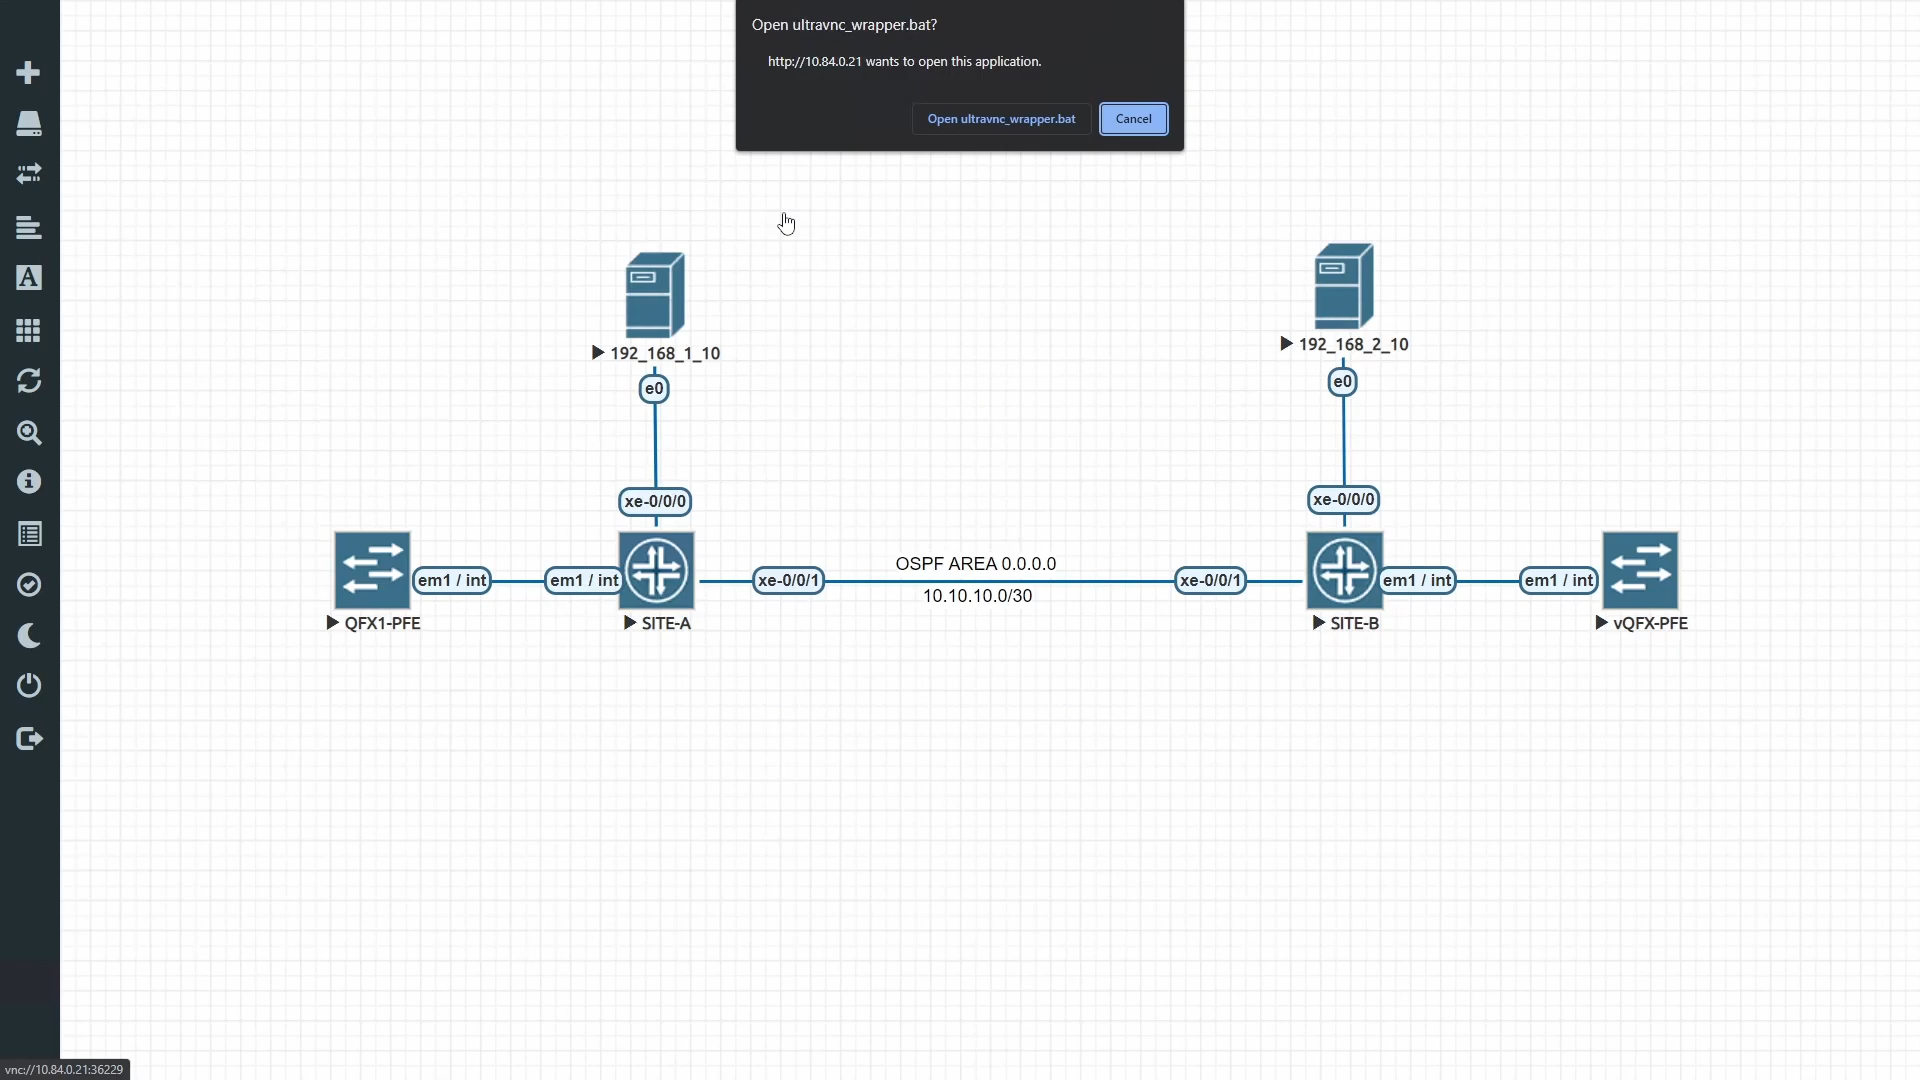 Open ultravnc_wrapper.bat?
http://10.84.0.21 wants to open this application.
Open ultravnc_wrapper.bat
Cancel
A
192_168_1_10
192_168_2_10
e0
e0
xe-0/0/0
xe-0/0/0
em1 / int
em1 / int
xe-0/0/1
OSPF AREA 0.0.0.0
10.10.10.0/30
xe-0/0/1
em1 / int
em1 / int
QFX1-PFE
SITE-A
SITE-B
vQFX-PFE
vnc://10.84.0.21:36229